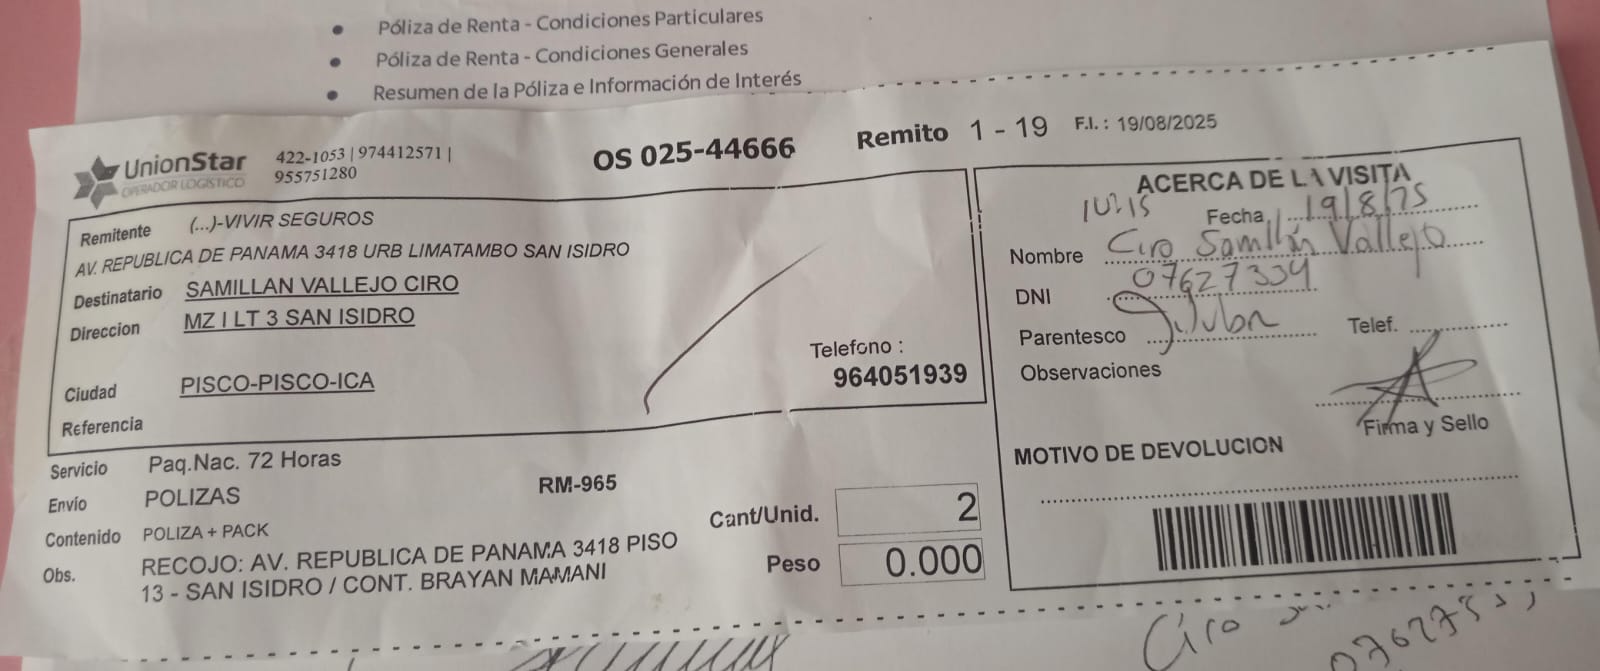 • Póliza de Renta - Condiciones Particulares
• Póliza de Renta - Condiciones Generales
• Resumen de la Póliza e Información de Interés
UnionStar
OPERADOR LOGÍSTICO
422-1053 | 974412571 |
955751280
OS 025-44666
Remito 1 - 19
F.I. : 19/08/2025
Remitente (...)-VIVIR SEGUROS
AV. REPUBLICA DE PANAMA 3418 URB LIMATAMBO SAN ISIDRO
Destinatario SAMILLAN VALLEJO CIRO
Direccion MZ I LT 3 SAN ISIDRO
Telefono :
964051939
Ciudad PISCO-PISCO-ICA
Referencia
Servicio Paq.Nac. 72 Horas
Envío POLIZAS
RM-965
Contenido POLIZA + PACK
Obs. RECOJO: AV. REPUBLICA DE PANAMA 3418 PISO
13 - SAN ISIDRO / CONT. BRAYAN MAMANI
Cant/Unid. 2
Peso 0.000
ACERCA DE LA VISITA
Fecha 19/8/25
Nombre Ciro Samillán Vallejo
DNI 07627334
Parentesco
Telef.
Observaciones
Firma y Sello
MOTIVO DE DEVOLUCION
Ciro